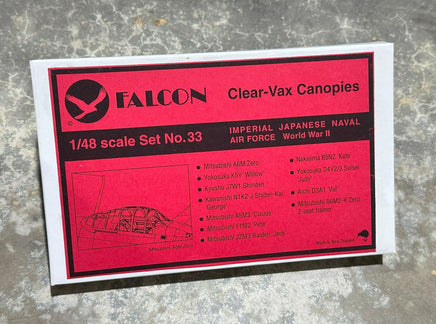 FALCON
Clear-Vax Canopies
1/48 scale Set No.33
IMPERIAL JAPANESE NAVAL
AIR FORCE World War II
Mitsubishi A6M Zero
Yokosuka K5Y 'Willow'
Kyushu J7W1 Shinden
Kawanishi N1K2-J Shiden-Kai
'George'
Mitsubishi A5M2 'Claude'
Mitsubishi F1M2 'Pete'
Mitsubishi J2M3 Raiden 'Jack'
Nakajima B5N2 'Kate'
Yokosuka D4Y2/3 Suisei
'Judy'
Aichi D3A1 'Val'
Mitsubishi A6M2-K Zero
2-seat trainer
Mitsubishi A6M Zero
Made in New Zealand